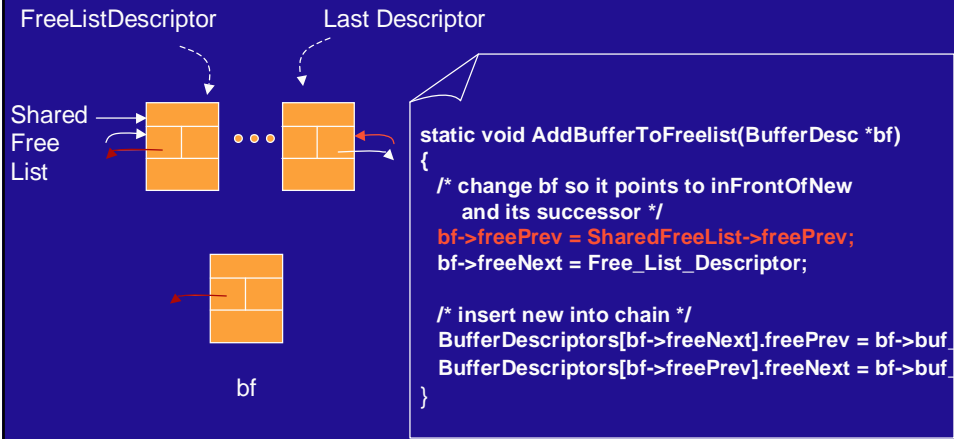 FreeListDescriptor
Last Descriptor
Shared
Free
List
bf
static void AddBufferToFreelist(BufferDesc *bf)
{
/* change bf so it points to inFrontOfNew
and its successor */
bf->freePrev = SharedFreeList->freePrev;
bf->freeNext = Free_List_Descriptor;
/* insert new into chain */
BufferDescriptors[bf->freeNext].freePrev = bf->buf_
BufferDescriptors[bf->freePrev].freeNext = bf->buf_
}